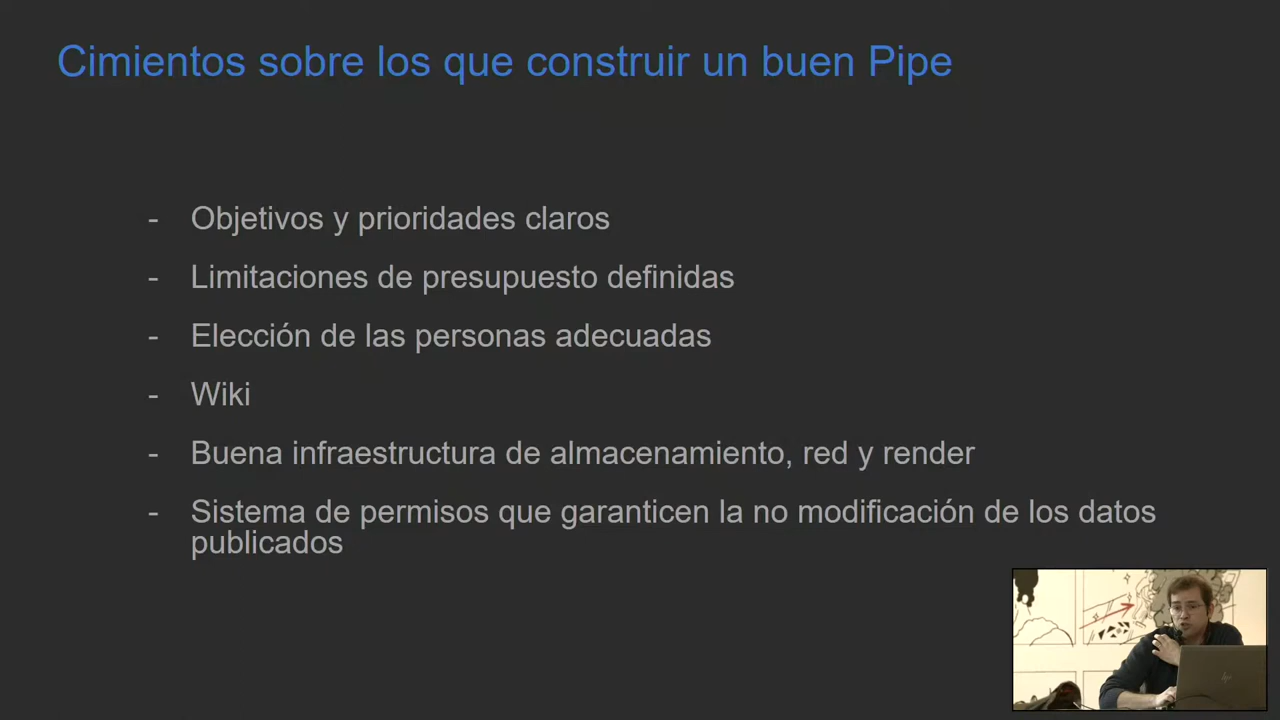 Cimientos sobre los que construir un buen Pipe
- Objetivos y prioridades claros
- Limitaciones de presupuesto definidas
- Elección de las personas adecuadas
- Wiki
- Buena infraestructura de almacenamiento, red y render
- Sistema de permisos que garanticen la no modificación de los datos
publicados
hp